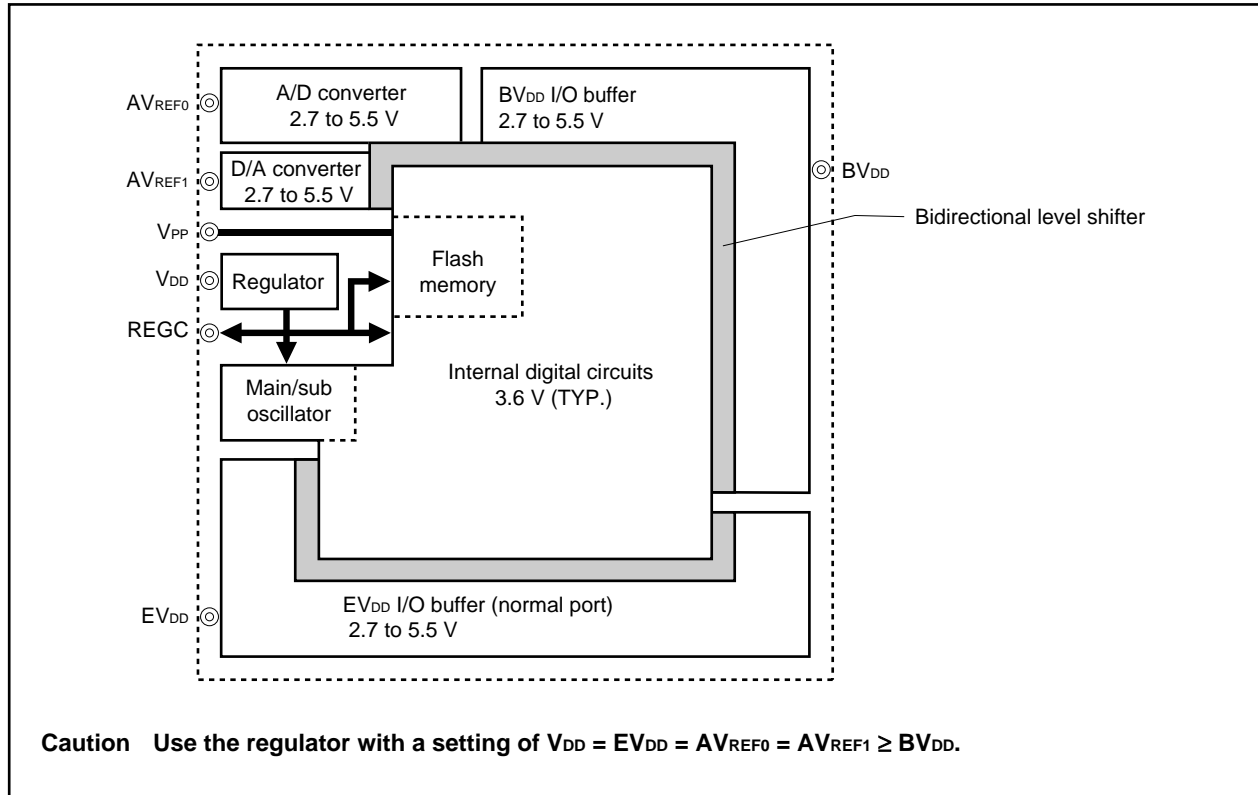 AVREF0
A/D converter
2.7 to 5.5 V
BVDD I/O buffer
2.7 to 5.5 V
AVREF1
D/A converter
2.7 to 5.5 V
BVDD
Bidirectional level shifter
VPP
Flash
memory
VDD
Regulator
REGC
Internal digital circuits
3.6 V (TYP.)
Main/sub
oscillator
EVDD
EVDD I/O buffer (normal port)
2.7 to 5.5 V
Caution Use the regulator with a setting of VDD = EVDD = AVREF0 = AVREF1 ≥ BVDD.